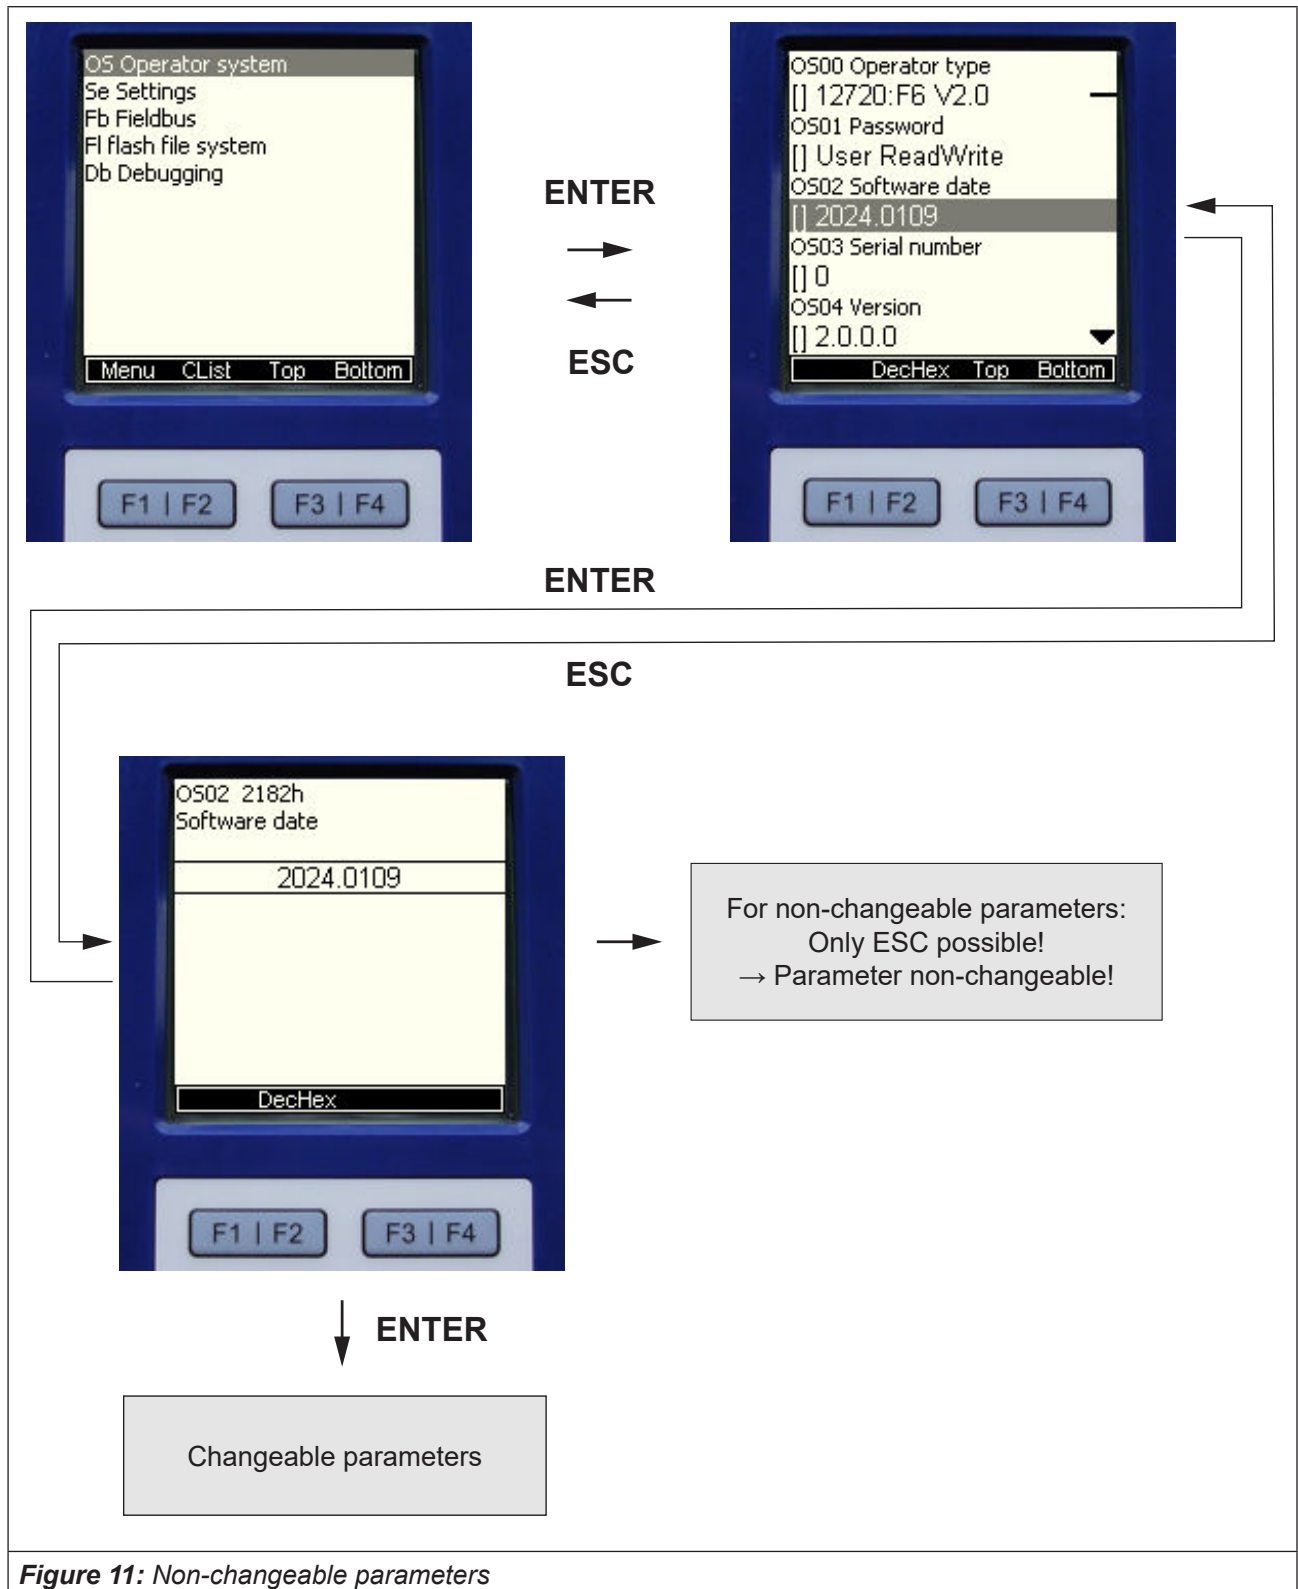 OS Operator system
Se Settings
Fb Fieldbus
Fl flash file system
Db Debugging
Menu CList Top Bottom
F1 | F2 F3 | F4
ENTER
ESC
OS00 Operator type
[] 12720:F6 V2.0
OS01 Password
[] User ReadWrite
OS02 Software date
[] 2024.0109
OS03 Serial number
[] 0
OS04 Version
[] 2.0.0.0
DecHex Top Bottom
F1 | F2 F3 | F4
ENTER
ESC
OS02 2182h
Software date
2024.0109
DecHex
F1 | F2 F3 | F4
For non-changeable parameters:
Only ESC possible!
→ Parameter non-changeable!
ENTER
Changeable parameters
Figure 11: Non-changeable parameters